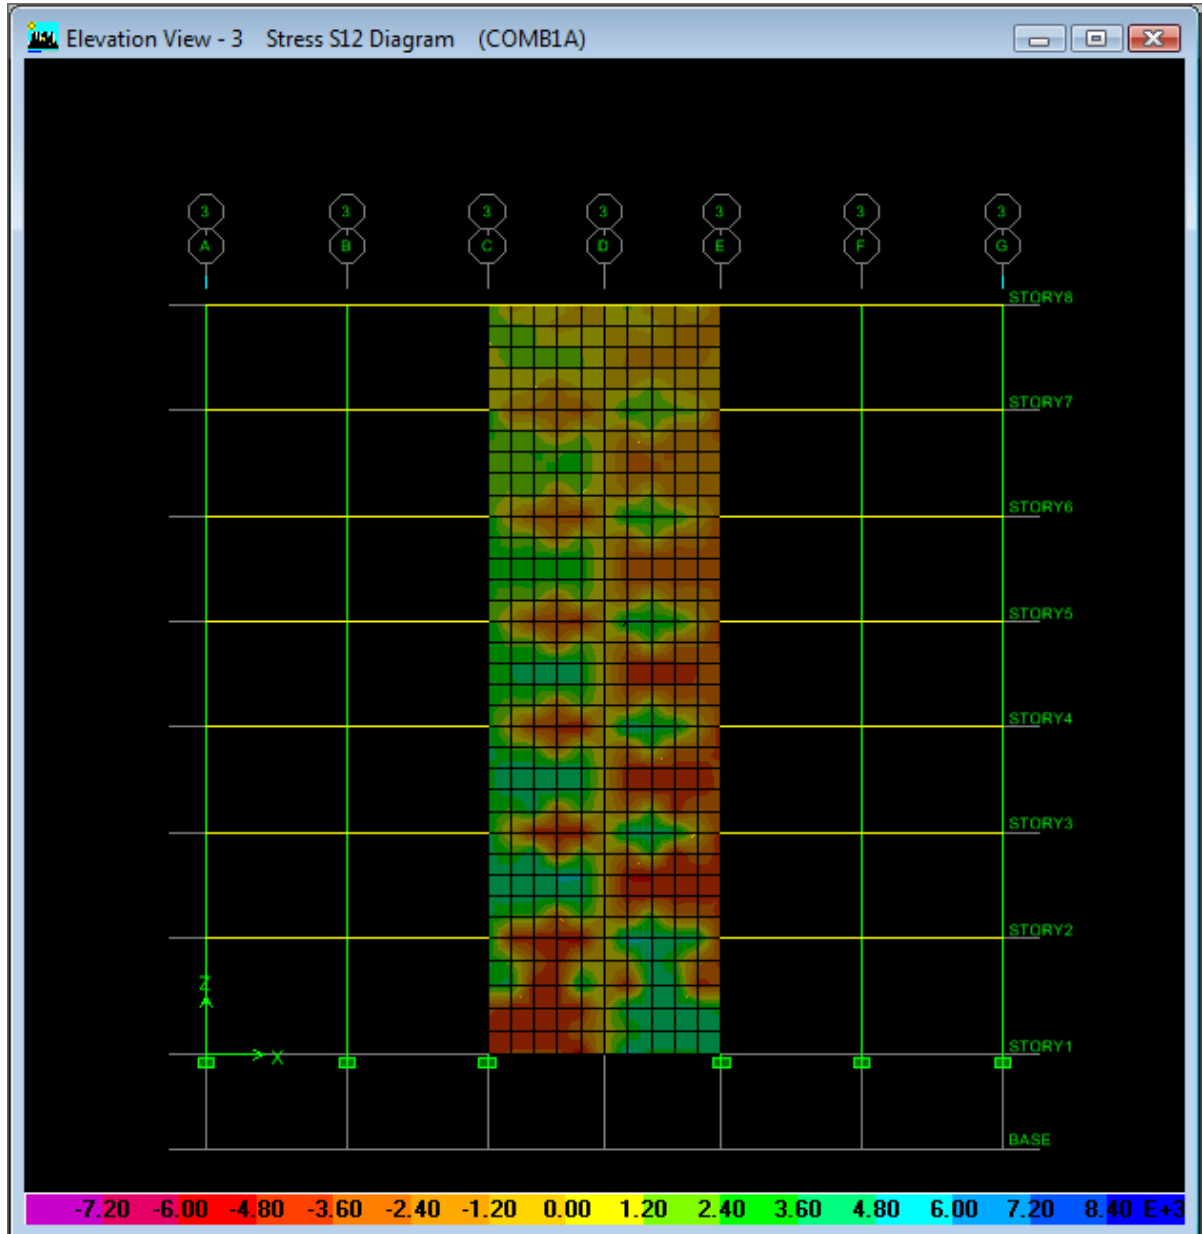 Elevation View - 3 Stress S12 Diagram (COMB1A)
3 3 3 3 3 3 3
A B C D E F G
STORY8
STORY7
STORY6
STORY5
STORY4
STORY3
STORY2
Z
X STORY1
BASE
-7.20 -6.00 -4.80 -3.60 -2.40 -1.20 0.00 1.20 2.40 3.60 4.80 6.00 7.20 8.40 E+3